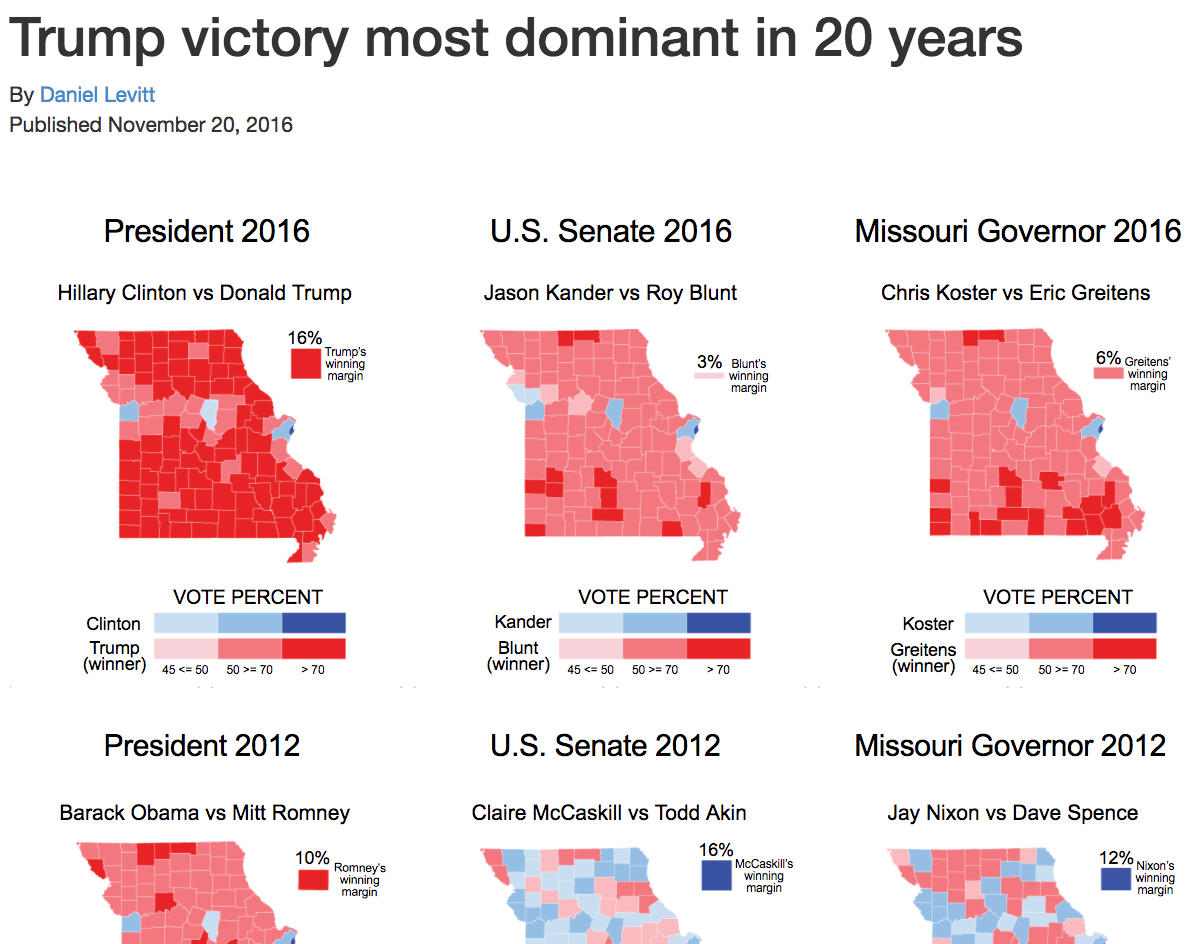 Trump victory most dominant in 20 years
By Daniel Levitt
Published November 20, 2016
President 2016
Hillary Clinton vs Donald Trump
16%
Trump's
winning
margin
VOTE PERCENT
Clinton
Trump
(winner)
45 <= 50 50 >= 70 > 70
U.S. Senate 2016
Jason Kander vs Roy Blunt
3%
Blunt's
winning
margin
VOTE PERCENT
Kander
Blunt
(winner)
45 <= 50 50 >= 70 > 70
Missouri Governor 2016
Chris Koster vs Eric Greitens
6%
Greitens'
winning
margin
VOTE PERCENT
Koster
Greitens
(winner)
45 <= 50 50 >= 70 > 70
President 2012
Barack Obama vs Mitt Romney
10%
Romney's
winning
margin
U.S. Senate 2012
Claire McCaskill vs Todd Akin
16%
McCaskill's
winning
margin
Missouri Governor 2012
Jay Nixon vs Dave Spence
12%
Nixon's
winning
margin